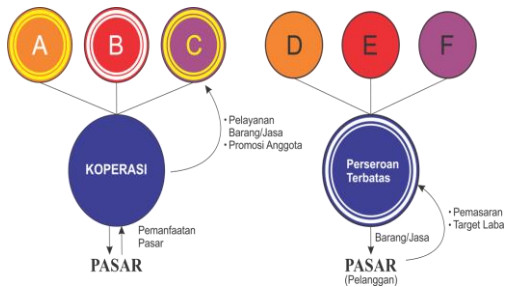 A
B
C
D
E
F
• Pelayanan
Barang/Jasa
• Promosi Anggota
KOPERASI
Perseroan
Terbatas
Pemanfaatan
Pasar
• Pemasaran
• Target Laba
Barang/Jasa
PASAR
PASAR
(Pelanggan)